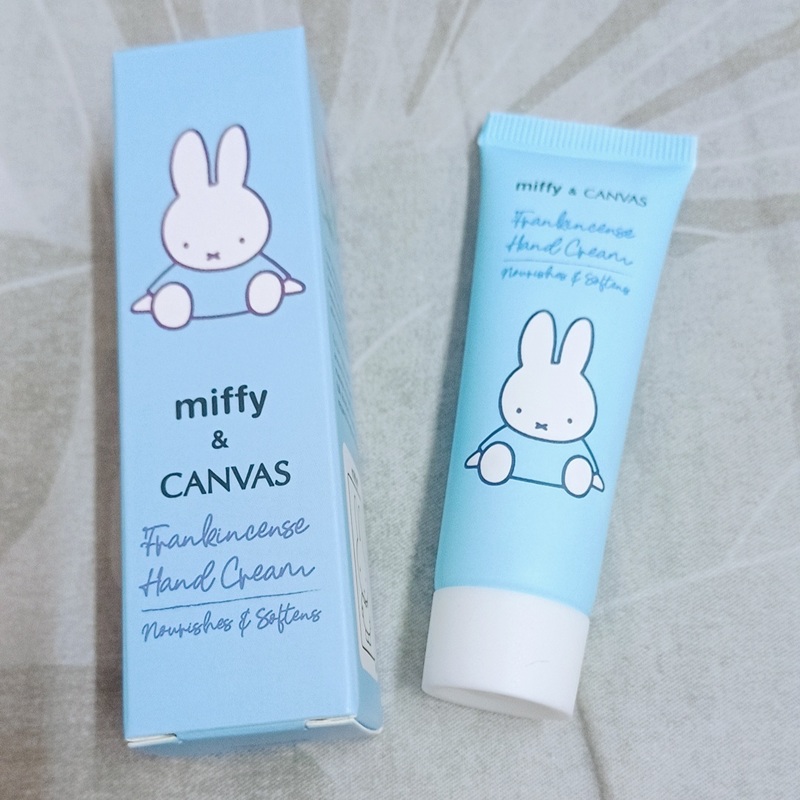 miffy
&
CANVAS
Frankincense
Hand Cream
Nourishes & Softens
miffy & CANVAS
Frankincense
Hand Cream
Nourishes & Softens